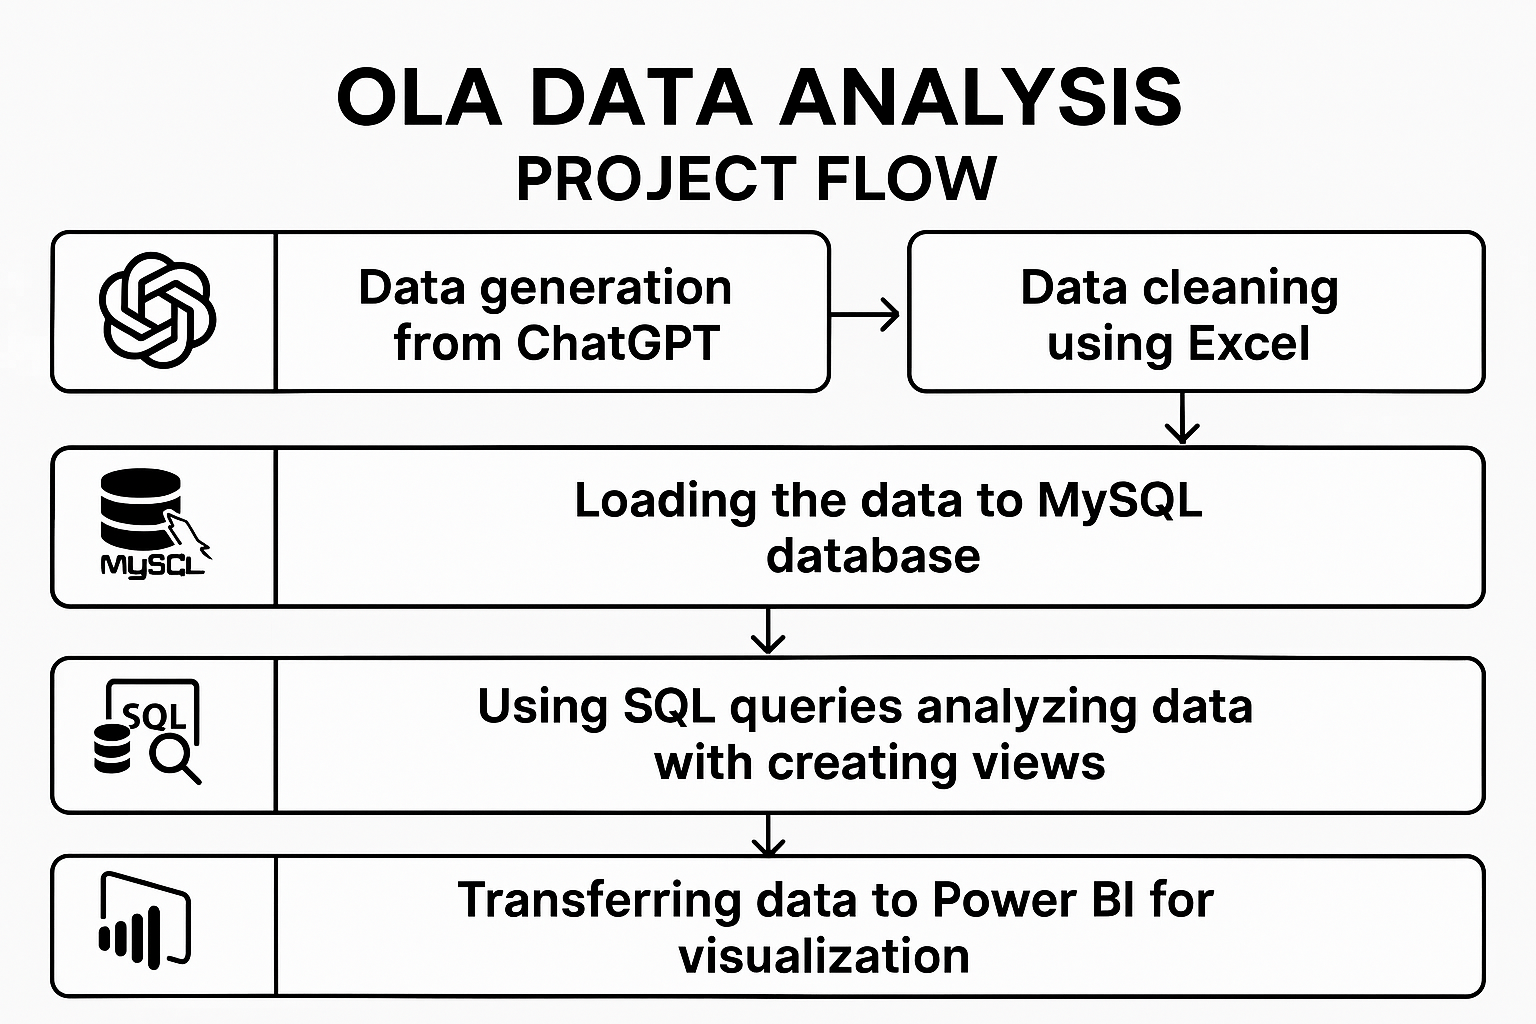 OLA DATA ANALYSIS
PROJECT FLOW
Data generation
from ChatGPT
Data cleaning
using Excel
MySCL
Loading the data to MySQL
database
SQL
Using SQL queries analyzing data
with creating views
Transferring data to Power BI for
visualization